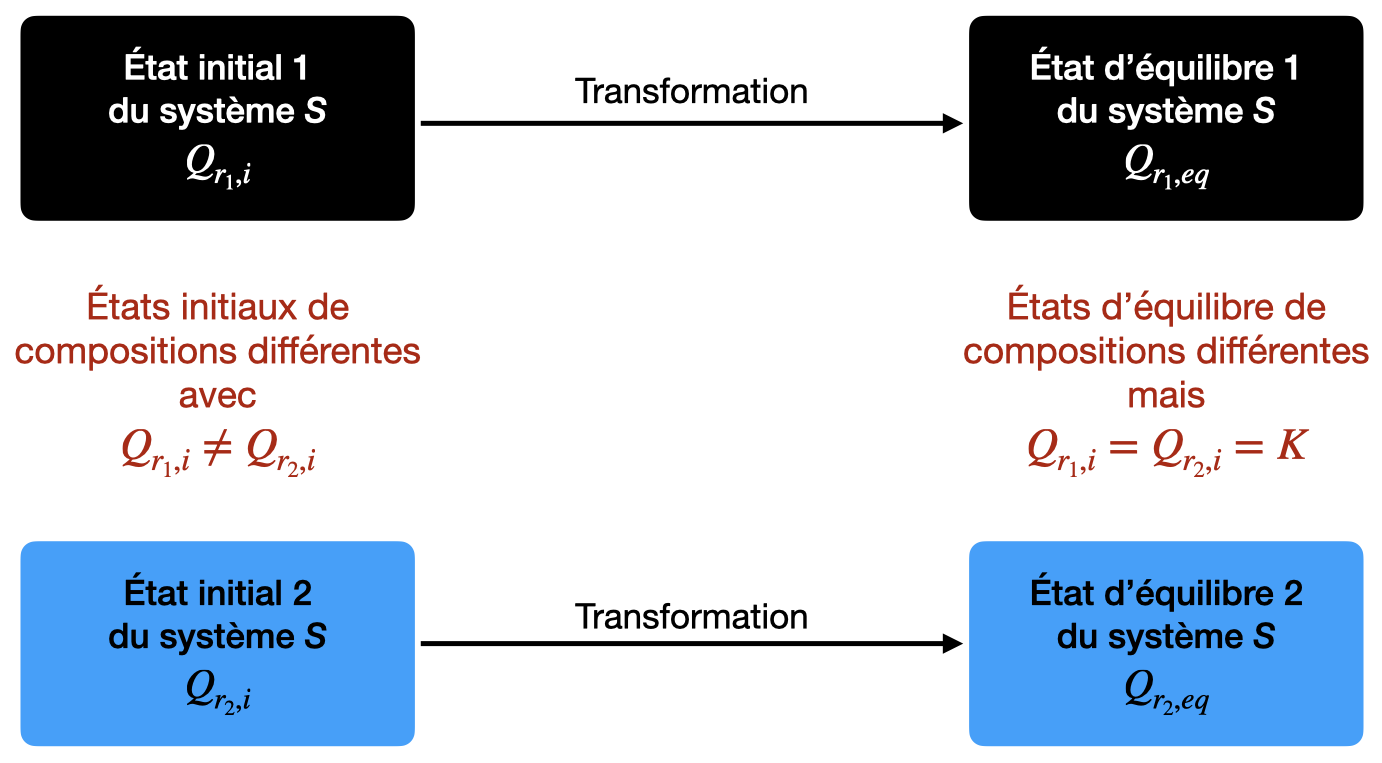 État initial 1
du système S
Q_{r_1,i}
Transformation
État d’équilibre 1
du système S
Q_{r_1,eq}
États initiaux de
compositions différentes
avec
Q_{r_1,i} ≠ Q_{r_2,i}
États d’équilibre de
compositions différentes
mais
Q_{r_1,i} = Q_{r_2,i} = K
État initial 2
du système S
Q_{r_2,i}
Transformation
État d’équilibre 2
du système S
Q_{r_2,eq}